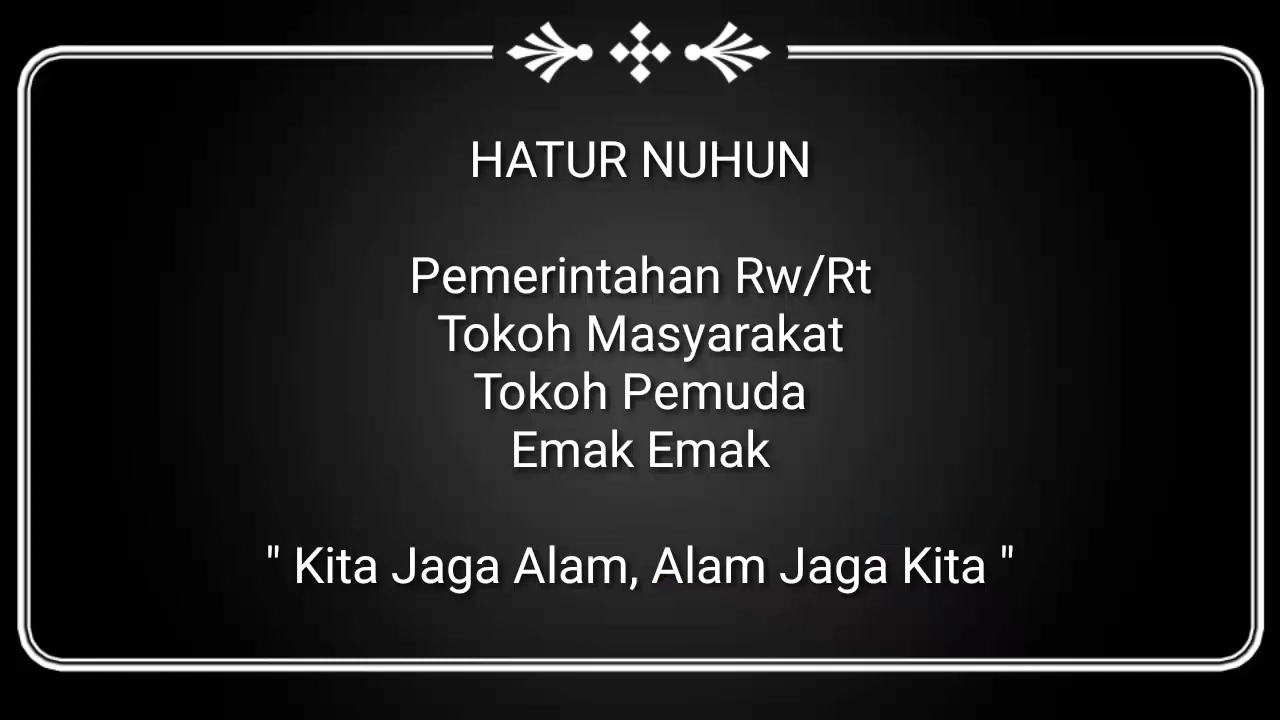 HATUR NUHUN
Pemerintahan Rw/Rt
Tokoh Masyarakat
Tokoh Pemuda
Emak Emak
" Kita Jaga Alam, Alam Jaga Kita "